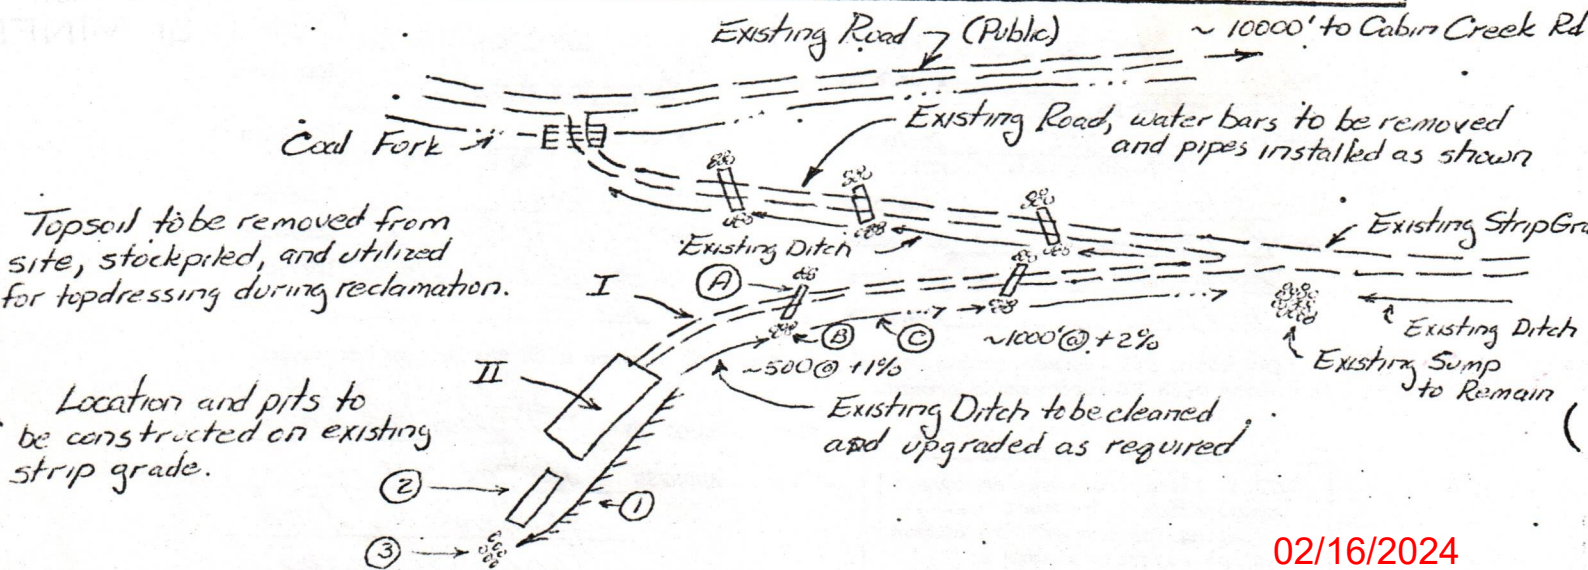 Existing Road (Public)
~ 10000' to Cabin Creek Rd
Coal Fork
Existing Road, water bars to be removed
and pipes installed as shown
Topsoil to be removed from
site, stockpiled, and utilized
for topdressing during reclamation.
Existing Ditch
Existing StripGra
I
A
B
C
~500@ +1%
~1000'@ +2%
Existing Ditch
Existing Sump
to Remain
II
Location and pits to
be constructed on existing
strip grade.
Existing Ditch to be cleaned
and upgraded as required
(
2
1
3
02/16/2024